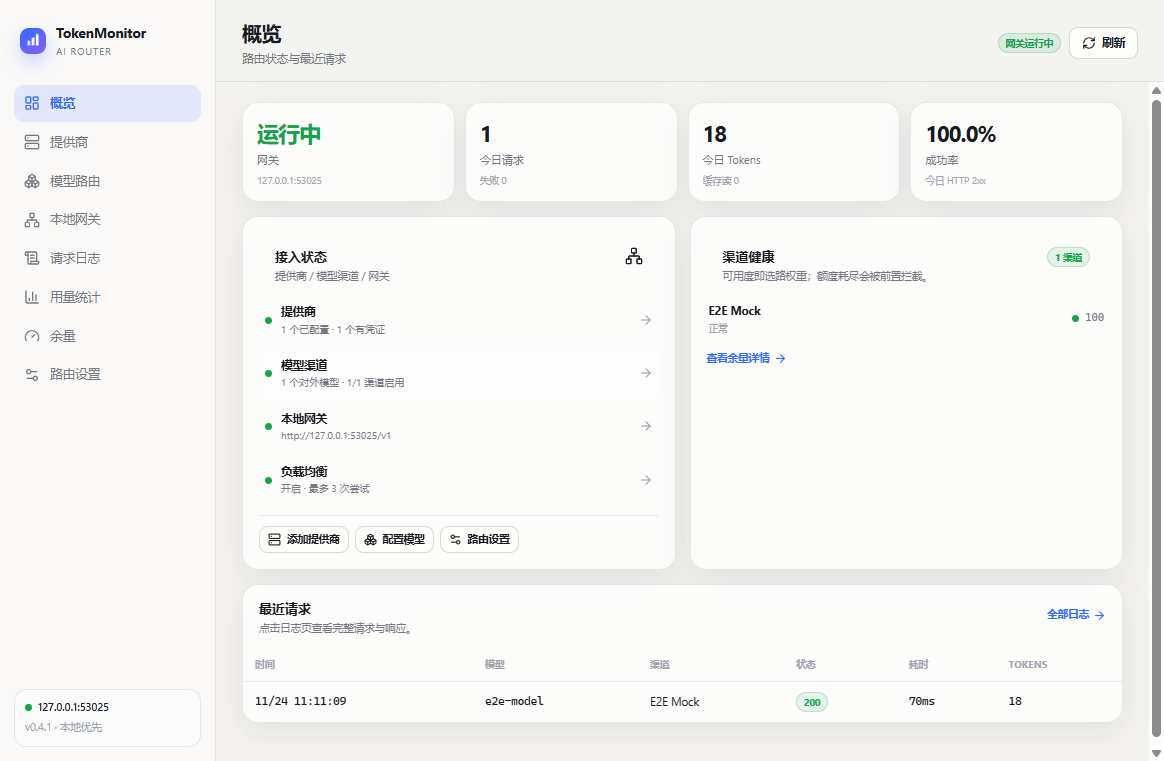 TokenMonitor
AI ROUTER
概览
提供商
模型路由
本地网关
请求日志
用量统计
余量
路由设置
127.0.0.1:53025
v0.4.1 · 本地优先
概览
路由状态与最近请求
网关运行中
刷新
运行中
网关
127.0.0.1:53025
1
今日请求
失败 0
18
今日 Tokens
缓存读 0
100.0%
成功率
今日 HTTP 2xx
接入状态
提供商 / 模型渠道 / 网关
提供商
1 个已配置 · 1 个有凭证
模型渠道
1 个对外模型 · 1/1 渠道启用
本地网关
http://127.0.0.1:53025/v1
负载均衡
开启 · 最多 3 次尝试
添加提供商
配置模型
路由设置
渠道健康
可用度即选路权重；额度耗尽会被前置拦截。
1 渠道
E2E Mock
正常
100
查看余量详情 →
最近请求
点击日志页查看完整请求与响应。
全部日志 →
时间 模型 渠道 状态 耗时 TOKENS
11/24 11:11:09 e2e-model E2E Mock 200 70ms 18